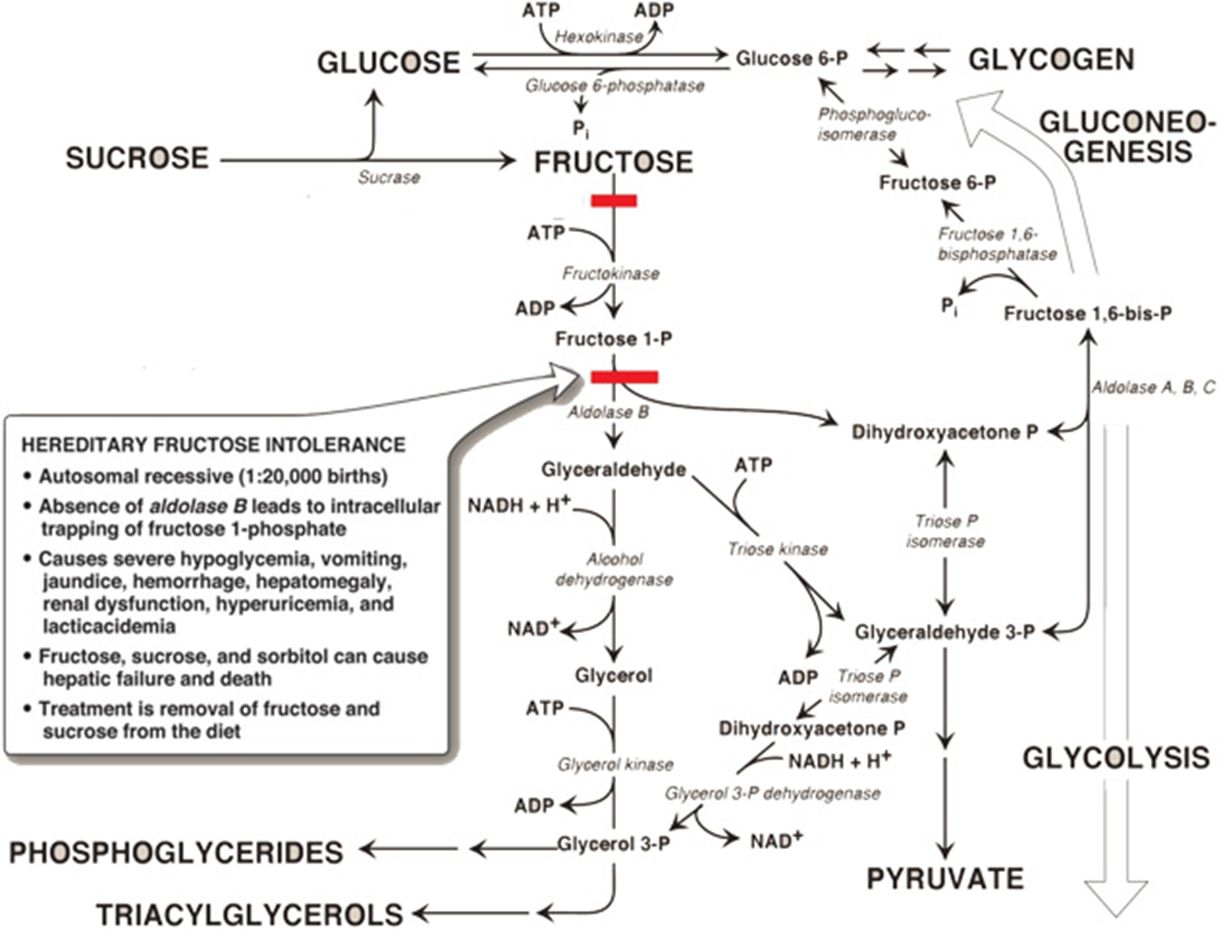 ATP ADP
Hexokinase
GLUCOSE Glucose 6-P GLYCOGEN
Glucose 6-phosphatase
Pi
Phosphogluco-
isomerase
GLUCONEO-
GENESIS
SUCROSE FRUCTOSE
Sucrase
Fructose 6-P
ATP
Fructose 1,6-
bisphosphatase
Fructokinase
ADP
Pi Fructose 1,6-bis-P
Fructose 1-P
Aldolase A, B, C
Aldolase B
Dihydroxyacetone P
HEREDITARY FRUCTOSE INTOLERANCE
• Autosomal recessive (1:20,000 births)
• Absence of aldolase B leads to intracellular
trapping of fructose 1-phosphate
• Causes severe hypoglycemia, vomiting,
jaundice, hemorrhage, hepatomegaly,
renal dysfunction, hyperuricemia, and
lacticacidemia
• Fructose, sucrose, and sorbitol can cause
hepatic failure and death
• Treatment is removal of fructose and
sucrose from the diet
Glyceraldehyde ATP
NADH + H+
Triose P
isomerase
Triose kinase
Alcohol
dehydrogenase
NAD+ Glyceraldehyde 3-P
Glycerol ADP Triose P
isomerase
ATP
Dihydroxyacetone P
NADH + H+ GLYCOLYSIS
Glycerol kinase
Glycerol 3-P dehydrogenase
ADP
NAD+
PHOSPHOGLYCERIDES Glycerol 3-P
PYRUVATE
TRIACYLGLYCEROLS